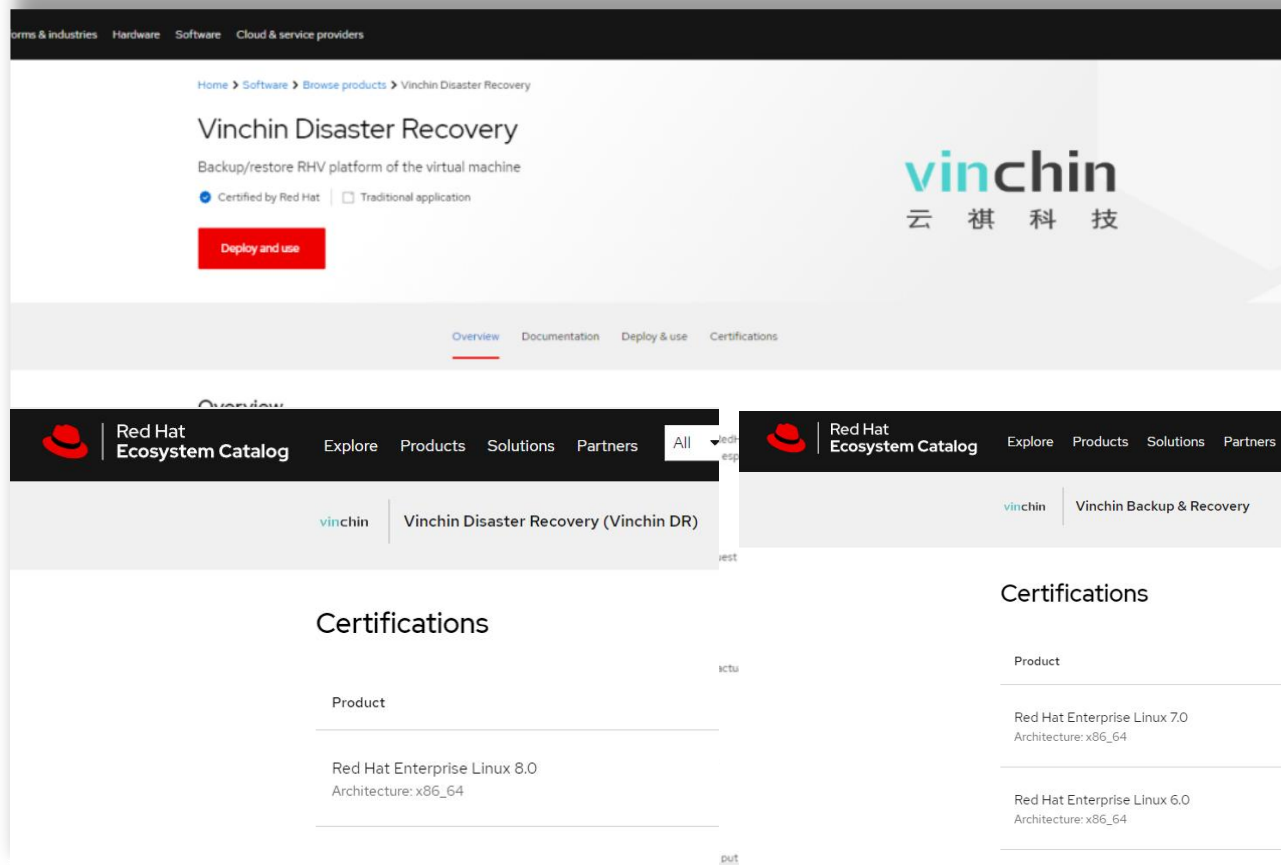 orms & industries Hardware Software Cloud & service providers
Home > Software > Browse products > Vinchin Disaster Recovery
Vinchin Disaster Recovery
Backup/restore RHV platform of the virtual machine
Certified by Red Hat Traditional application
Deploy and use
vinchin
云祺科技
Overview Documentation Deploy & use Certifications
Overview
Red Hat
Ecosystem Catalog
Explore Products Solutions Partners All
vinchin Vinchin Disaster Recovery (Vinchin DR)
Certifications
Product
Red Hat Enterprise Linux 8.0
Architecture: x86_64
Red Hat
Ecosystem Catalog
Explore Products Solutions Partners
vinchin Vinchin Backup & Recovery
Certifications
Product
Red Hat Enterprise Linux 7.0
Architecture: x86_64
Red Hat Enterprise Linux 6.0
Architecture: x86_64